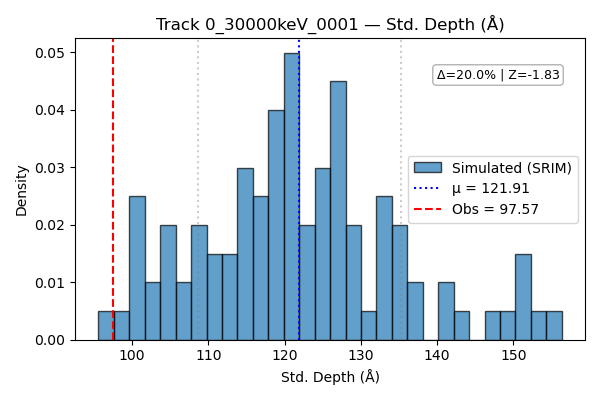 Track 0_30000keV_0001 — Std. Depth (Å)
Density
0.05
0.04
0.03
0.02
0.01
0.00
Δ=20.0% | Z=-1.83
Simulated (SRIM)
μ = 121.91
Obs = 97.57
100 110 120 130 140 150
Std. Depth (Å)